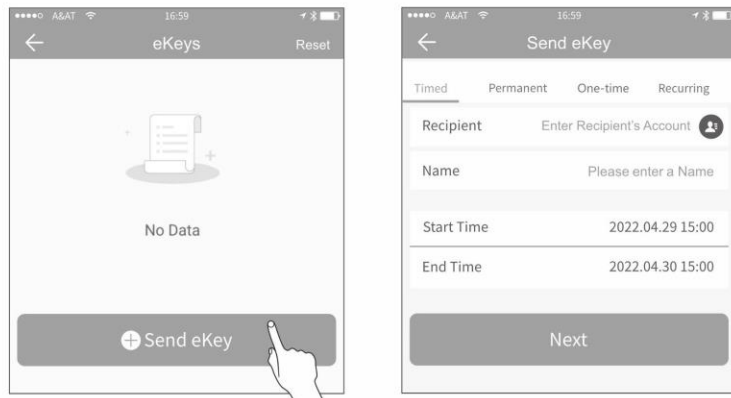 A&AT 16:59
eKeys Reset
No Data
Send eKey
A&AT 16:59
Send eKey
Timed Permanent One-time Recurring
Recipient Enter Recipient's Account
Name Please enter a Name
Start Time 2022.04.29 15:00
End Time 2022.04.30 15:00
Next